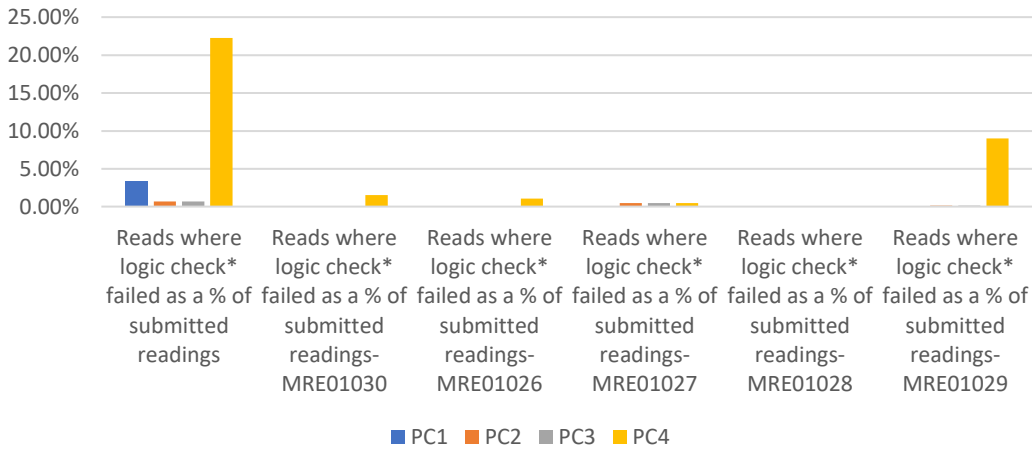 25.00%
20.00%
15.00%
10.00%
5.00%
0.00%
Reads where
logic check*
failed as a % of
submitted
readings
Reads where
logic check*
failed as a % of
submitted
readings-
MRE01030
Reads where
logic check*
failed as a % of
submitted
readings-
MRE01026
Reads where
logic check*
failed as a % of
submitted
readings-
MRE01027
Reads where
logic check*
failed as a % of
submitted
readings-
MRE01028
Reads where
logic check*
failed as a % of
submitted
readings-
MRE01029
PC1 PC2 PC3 PC4